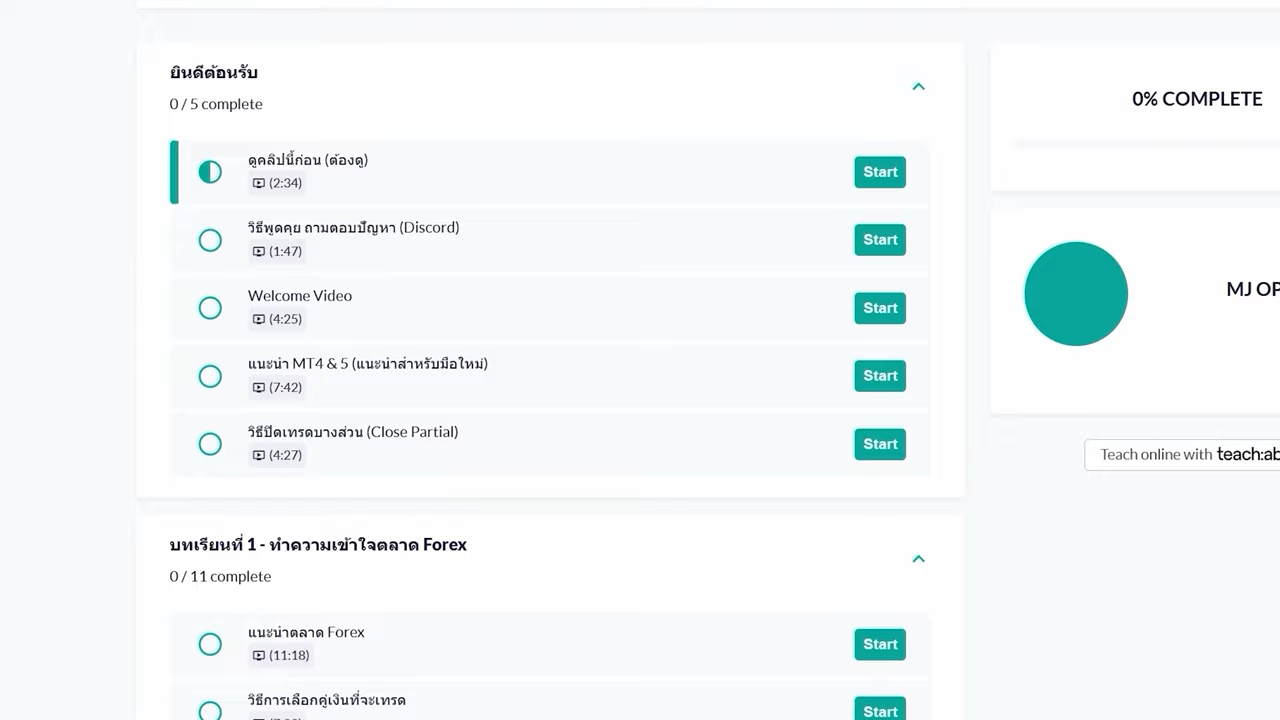 ยินดีต้อนรับ
0 / 5 complete
ดูคลิปนี้ก่อน (ต้องดู)
(2:34)
Start
วิธีพูดคุย ถามตอบปัญหา (Discord)
(1:47)
Start
Welcome Video
(4:25)
Start
แนะนำ MT4 & 5 (แนะนำสำหรับมือใหม่)
(7:42)
Start
วิธีปิดเทรดบางส่วน (Close Partial)
(4:27)
Start
บทเรียนที่ 1 - ทำความเข้าใจตลาด Forex
0 / 11 complete
แนะนำตลาด Forex
(11:18)
Start
วิธีการเลือกคู่เงินที่จะเทรด
Start
0% COMPLETE
MJ OP
Teach online with teach:ab